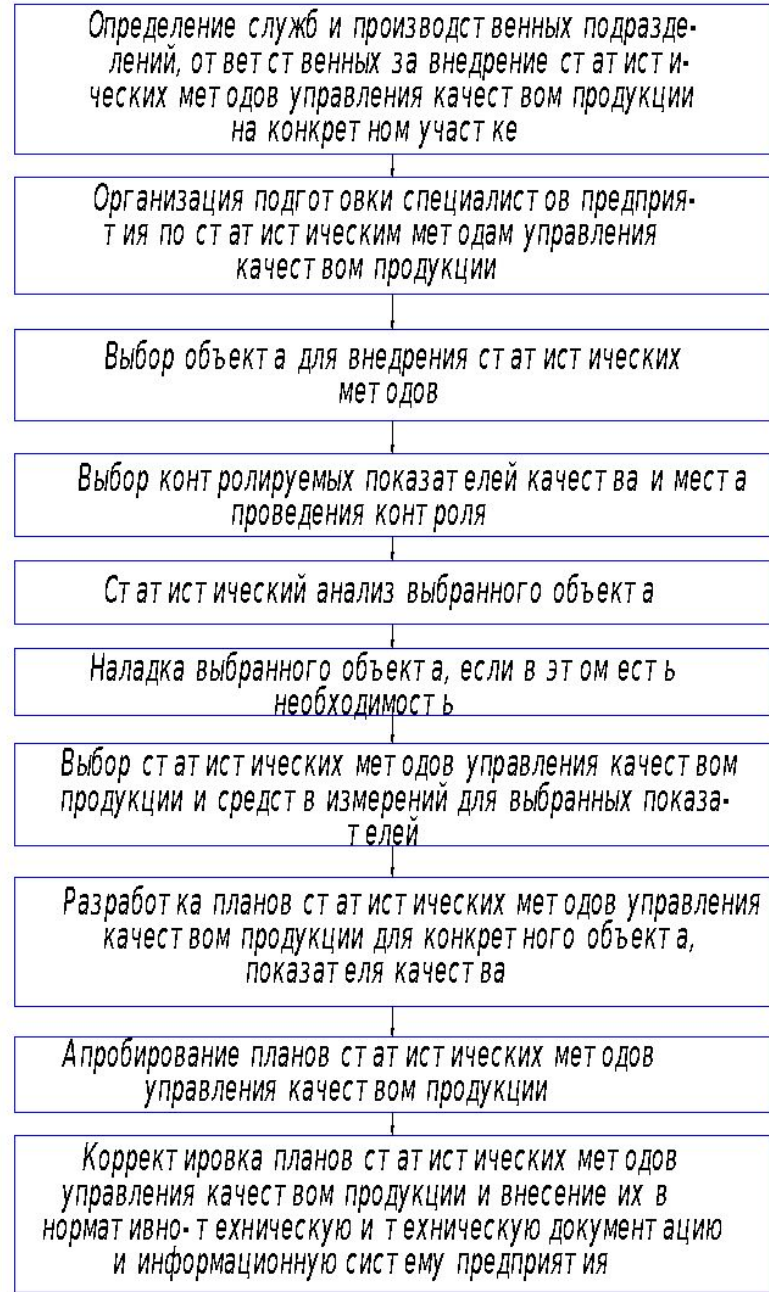 Определение служб и производственных подразде-
лений, ответственных за внедрение статисти-
ческих методов управления качеством продукции
на конкретном участке
Организация подготовки специалистов предприя-
тия по статистическим методам управления
качеством продукции
Выбор объекта для внедрения статистических
методов
Выбор контролируемых показателей качества и места
проведения контроля
Статистический анализ выбранного объекта
Наладка выбранного объекта, если в этом есть
необходимость
Выбор статистических методов управления качеством
продукции и средств измерений для выбранных показа-
телей
Разработка планов статистических методов управления
качеством продукции для конкретного объекта,
показателя качества
Апробирование планов статистических методов
управления качеством продукции
Корректировка планов статистических методов
управления качеством продукции и внесение их в
нормативно-техническую и техническую документацию
и информационную систему предприятия